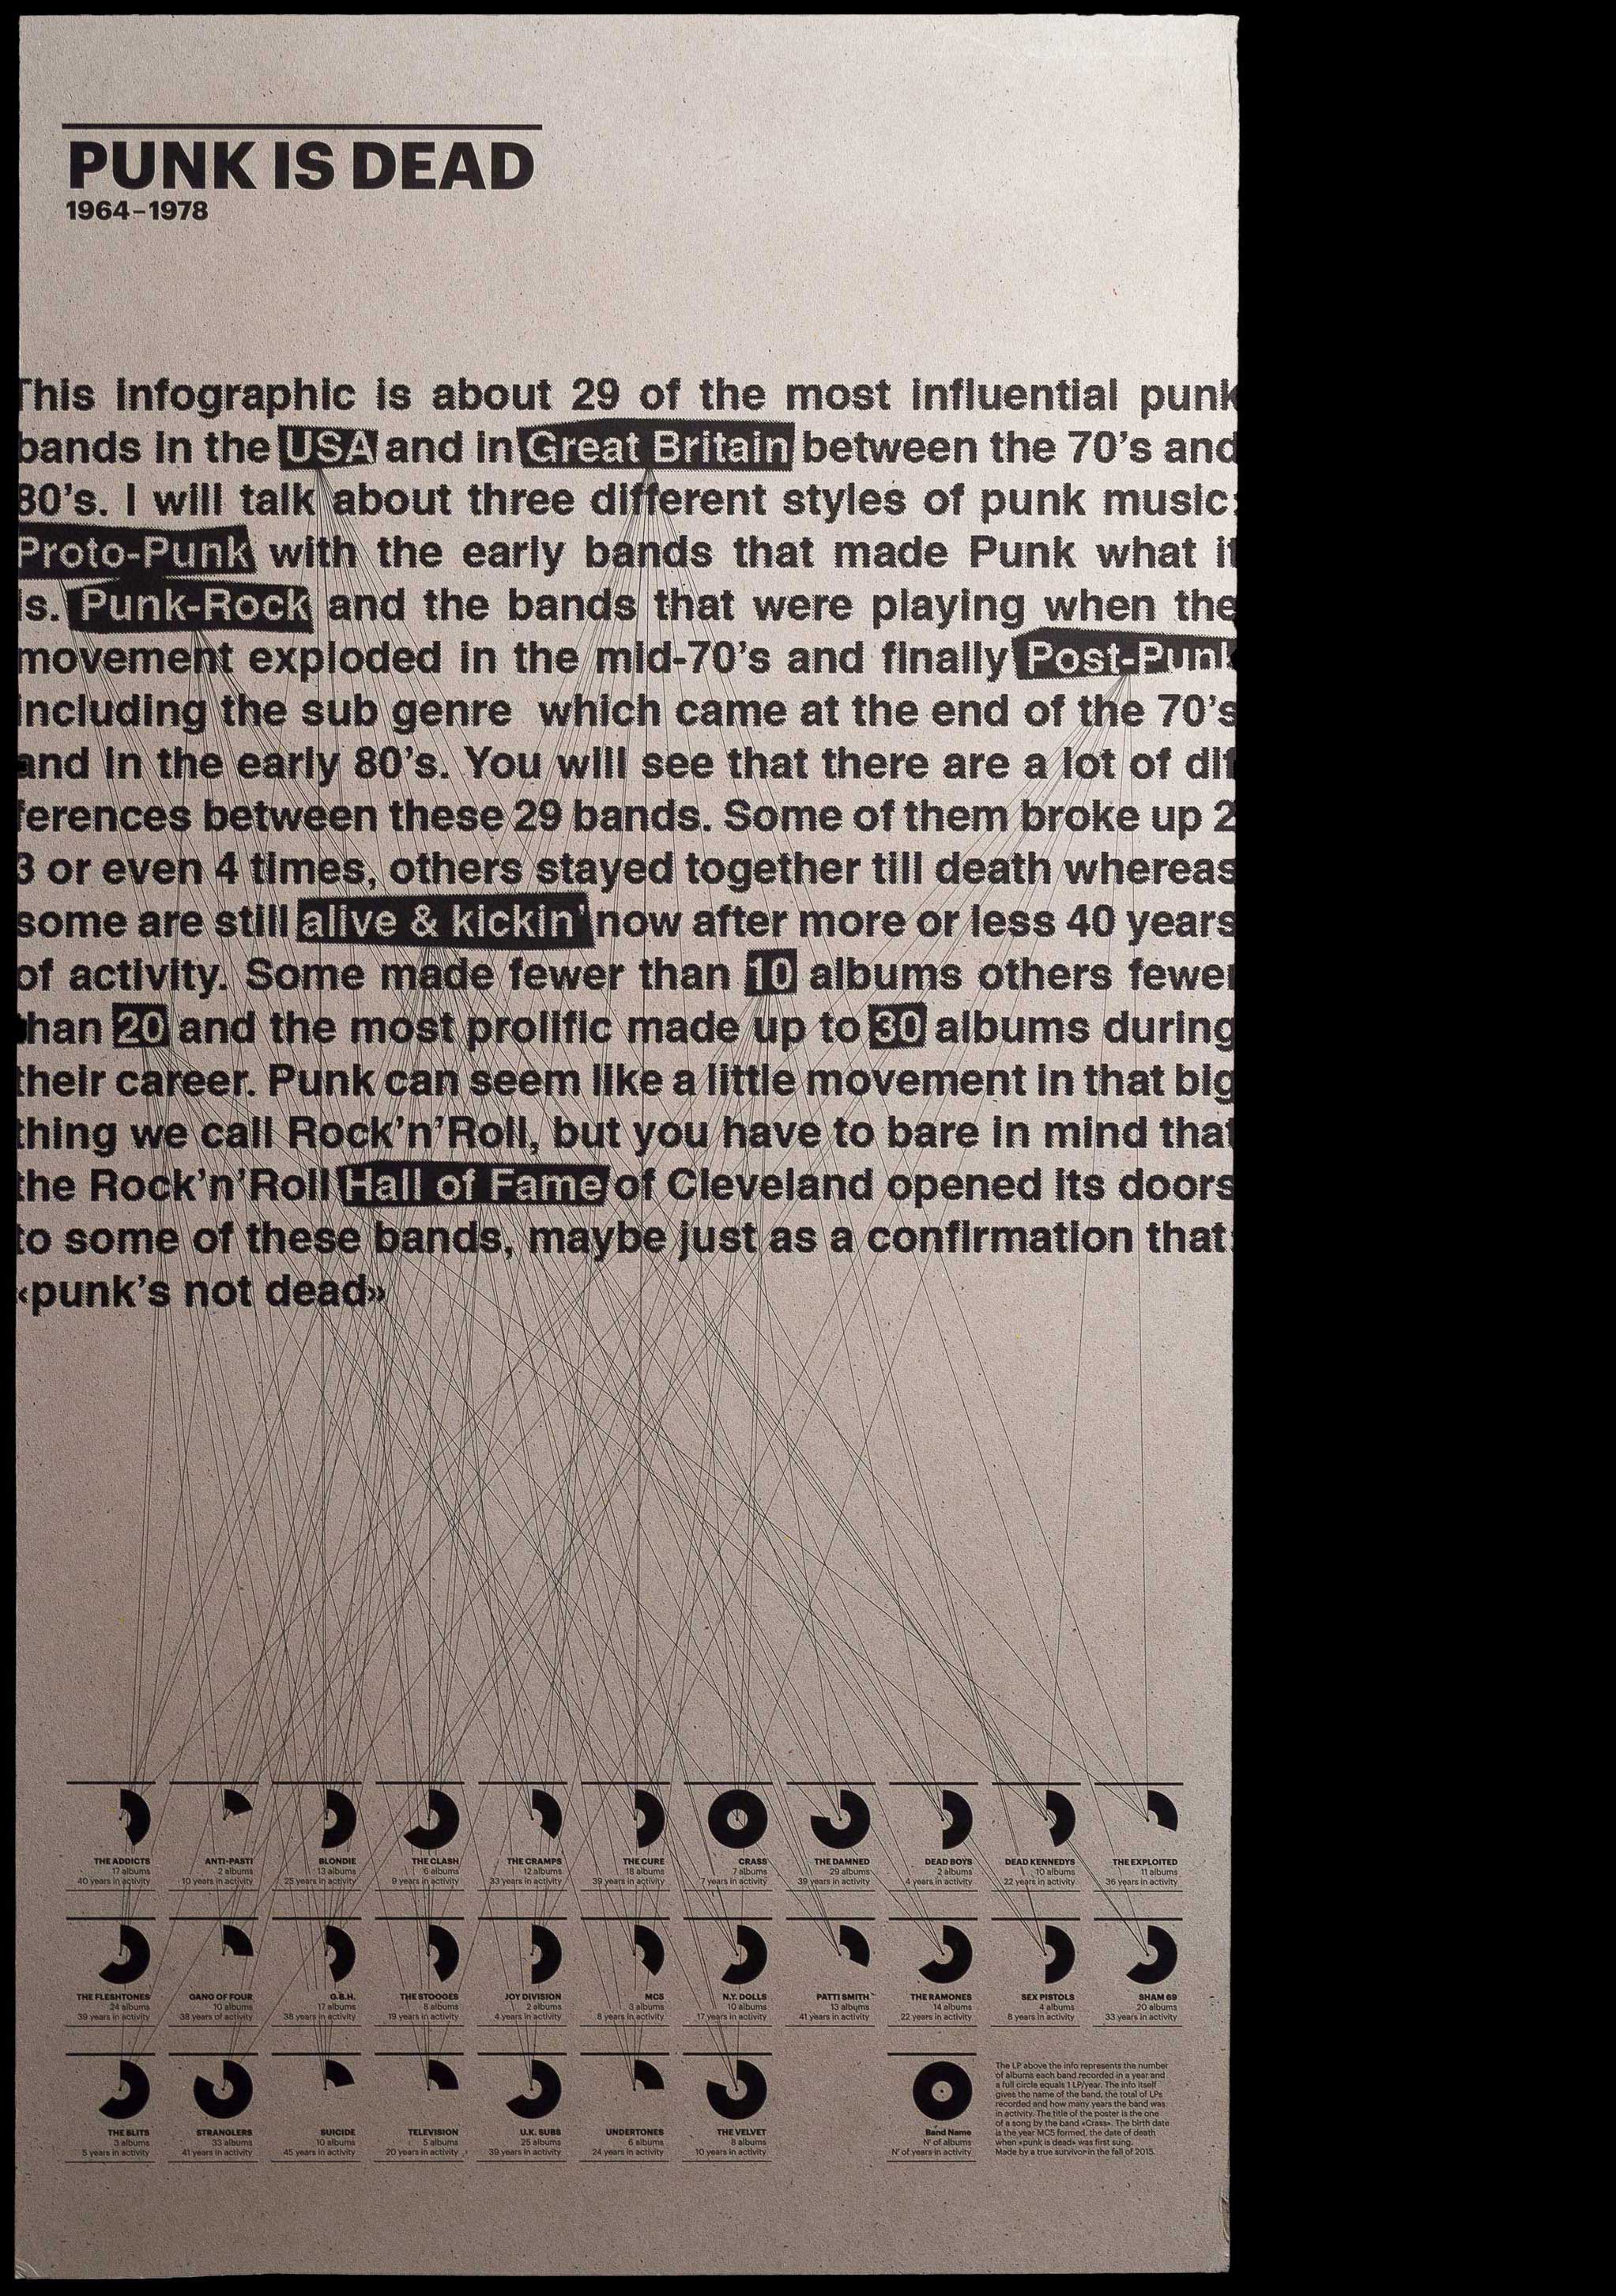 PUNK IS DEAD
1964–1978
This infographic is about 29 of the most influential punk
bands in the USA and in Great Britain between the 70's and
80's. I will talk about three different styles of punk music:
Proto-Punk with the early bands that made Punk what it
is. Punk-Rock and the bands that were playing when the
movement exploded in the mid-70's and finally Post-Punk
including the sub genre which came at the end of the 70's
and in the early 80's. You will see that there are a lot of dif
ferences between these 29 bands. Some of them broke up 2
3 or even 4 times, others stayed together till death whereas
some are still alive & kickin' now after more or less 40 years
of activity. Some made fewer than 10 albums others fewer
than 20 and the most prolific made up to 30 albums during
their career. Punk can seem like a little movement in that big
thing we call Rock'n'Roll, but you have to bare in mind that
the Rock'n'Roll Hall of Fame of Cleveland opened its doors
to some of these bands, maybe just as a confirmation that:
«punk's not dead»
THE ADDICTS
17 albums
40 years in activity
ANTI-PASTI
2 albums
10 years in activity
BLONDIE
13 albums
25 years in activity
THE CLASH
6 albums
9 years in activity
THE CRAMPS
12 albums
33 years in activity
THE CURE
18 albums
39 years in activity
CRASS
7 albums
7 years in activity
THE DAMNED
29 albums
39 years in activity
DEAD BOYS
2 albums
4 years in activity
DEAD KENNEDYS
10 albums
22 years in activity
THE EXPLOITED
11 albums
36 years in activity
THE FLESHTONES
24 albums
39 years in activity
GANG OF FOUR
10 albums
38 years of activity
G.B.H.
17 albums
38 years in activity
THE STOOGES
8 albums
19 years in activity
JOY DIVISION
2 albums
4 years in activity
MC5
3 albums
8 years in activity
N.Y. DOLLS
10 albums
17 years in activity
PATTI SMITH
13 albums
41 years in activity
THE RAMONES
14 albums
22 years in activity
SEX PISTOLS
4 albums
8 years in activity
SHAM 69
20 albums
33 years in activity
THE SLITS
3 albums
5 years in activity
STRANGLERS
33 albums
41 years in activity
SUICIDE
10 albums
45 years in activity
TELEVISION
5 albums
20 years in activity
U.K. SUBS
25 albums
39 years in activity
UNDERTONES
6 albums
24 years in activity
THE VELVET
8 albums
10 years in activity
Band Name
N° of albums
N° of years in activity
The LP above the info represents the number
of albums each band recorded in a year and
a full circle equals 1 LP/year. The info itself
gives the name of the band, the total of LPs
recorded and how many years the band was
in activity. The title of the poster is the one
of a song by the band «Crass». The birth date
is the year MC5 formed, the date of death
when «punk is dead» was first sung.
Made by a true survivor in the fall of 2015.